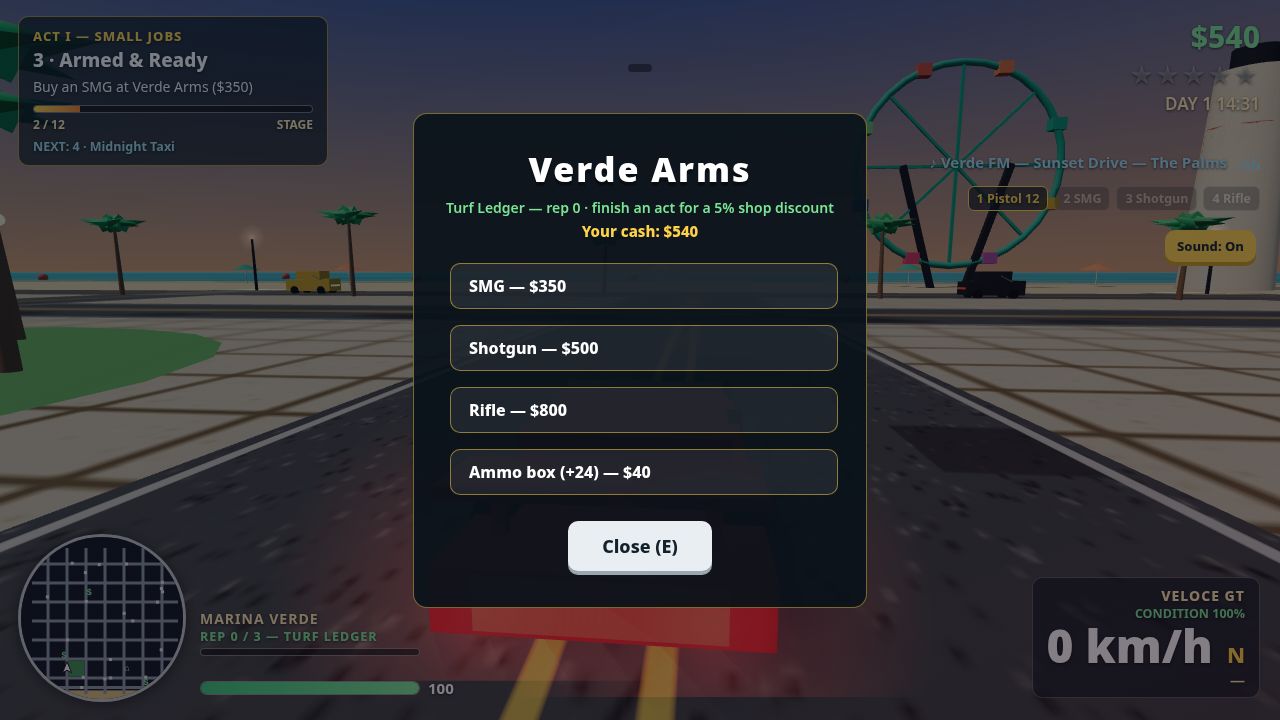 ACT I — SMALL JOBS
3 · Armed & Ready
Buy an SMG at Verde Arms ($350)
2 / 12 STAGE
NEXT: 4 · Midnight Taxi
$540
★★★★★
DAY 1 14:31
♪ Verde FM — Sunset Drive — The Palms
1 Pistol 12 2 SMG 3 Shotgun 4 Rifle
Sound: On
Verde Arms
Turf Ledger — rep 0 · finish an act for a 5% shop discount
Your cash: $540
SMG — $350
Shotgun — $500
Rifle — $800
Ammo box (+24) — $40
Close (E)
S
S
A
S
MARINA VERDE
REP 0 / 3 — TURF LEDGER
100
VELOCE GT
CONDITION 100%
0 km/h N
—